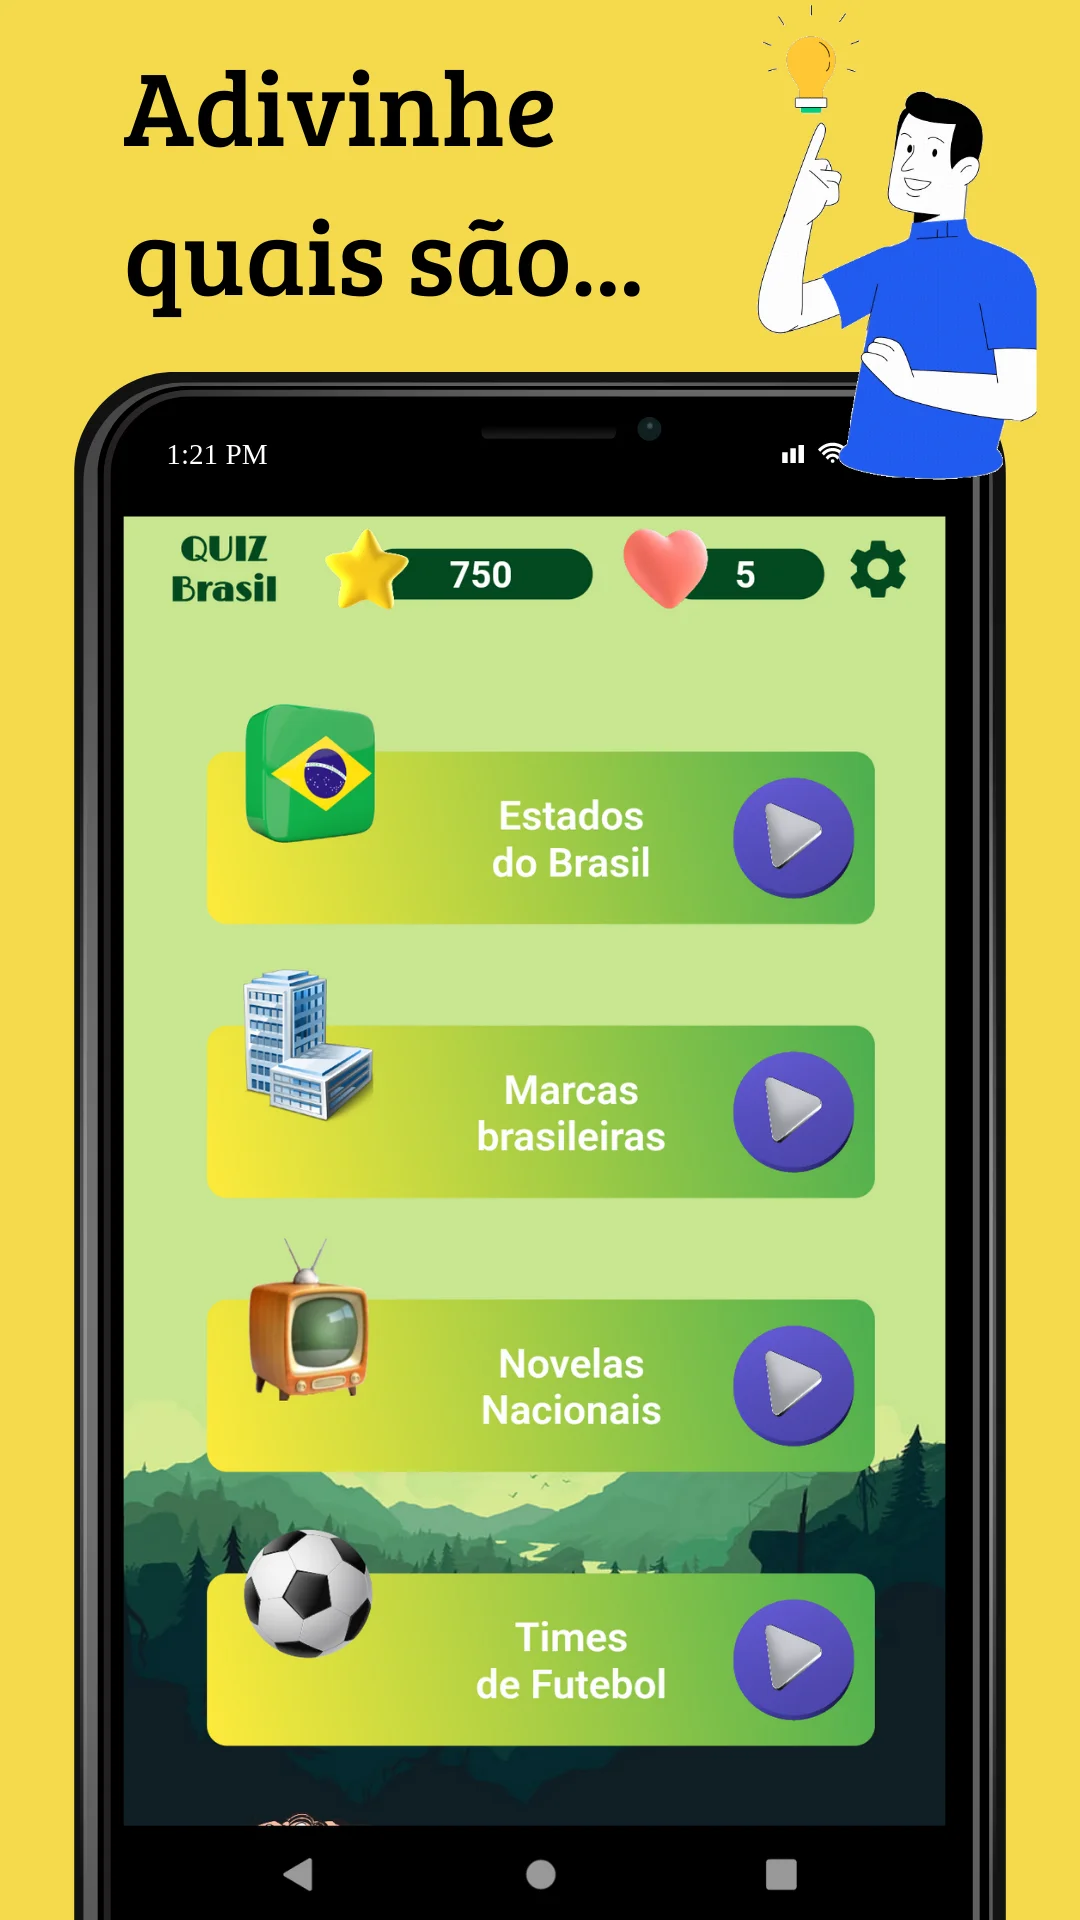 Adivinhe
quais são...
1:21 PM
QUIZ
Brasil
750
5
Estados
do Brasil
Marcas
brasileiras
Novelas
Nacionais
Times
de Futebol